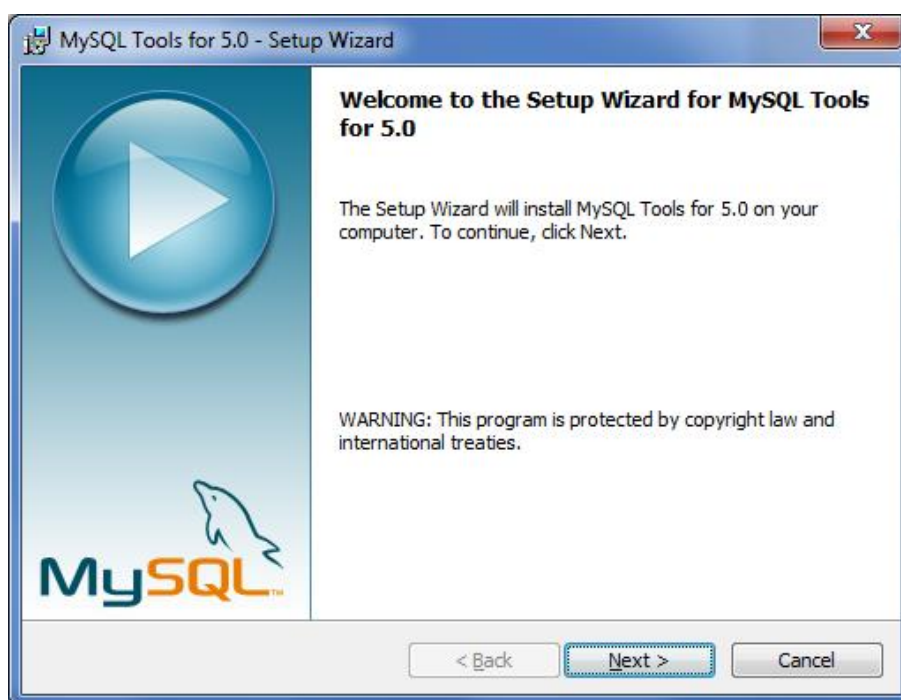 MySQL Tools for 5.0 - Setup Wizard
Welcome to the Setup Wizard for MySQL Tools
for 5.0
The Setup Wizard will install MySQL Tools for 5.0 on your
computer. To continue, click Next.
WARNING: This program is protected by copyright law and
international treaties.
MySQL™
< Back Next > Cancel